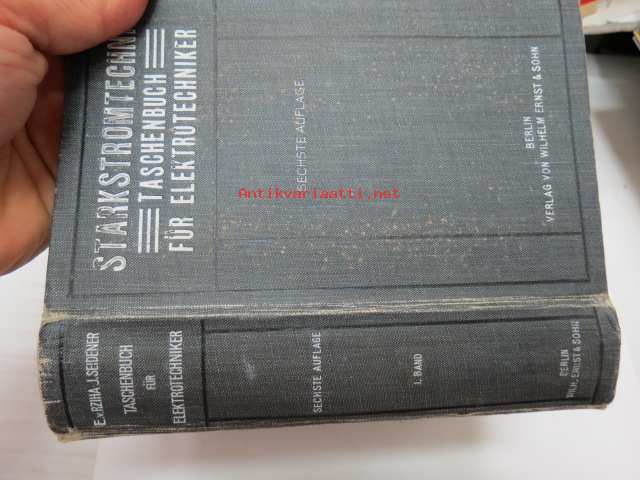 STARKSTROMTECHNI
TASCHENBUCH
FÜR ELEKTROTECHNIKER
SECHSTE AUFLAGE
BERLIN
VERLAG VON WILHELM ERNST & SOHN
Antikvariaatti.net
E.v.RZIHA.J.SEIDENER
TASCHENBUCH
FÜR
ELEKTROTECHNIKER
SECHSTE AUFLAGE
I. BAND
BERLIN
WILH. ERNST & SOHN